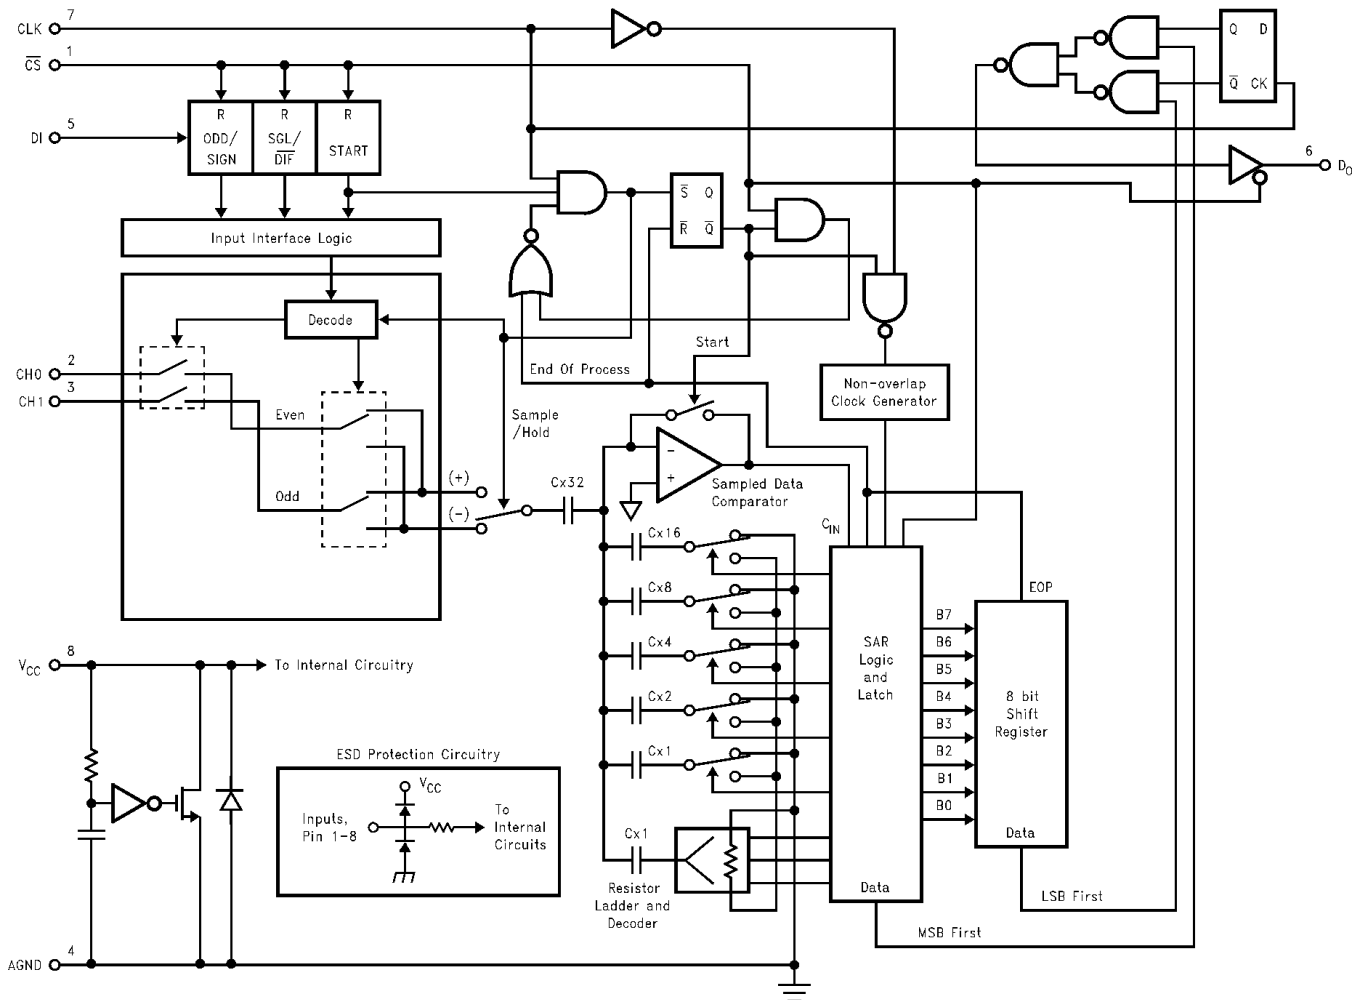 CLK 7
C̅S̅ 1
R R R
DI 5
ODD/ SIGN
SGL/ D̅I̅F̅
START
Input Interface Logic
Decode
CH0 2
CH1 3
Even
Odd
(+)
(-)
Sample /Hold
S̅ Q
R̅ Q̅
Q D
Q̅ CK
6 DO
Start
End Of Process
Non-overlap
Clock Generator
-
+
Sampled Data
Comparator
Cx32
CIN
Cx16
Cx8
Cx4
Cx2
Cx1
Cx1
SAR
Logic
and
Latch
Data
EOP
B7
B6
B5
B4
B3
B2
B1
B0
8 bit
Shift
Register
Data
LSB First
MSB First
Resistor
Ladder and
Decoder
VCC 8
To Internal Circuitry
ESD Protection Circuitry
VCC
Inputs,
Pin 1-8
To
Internal
Circuits
AGND 4